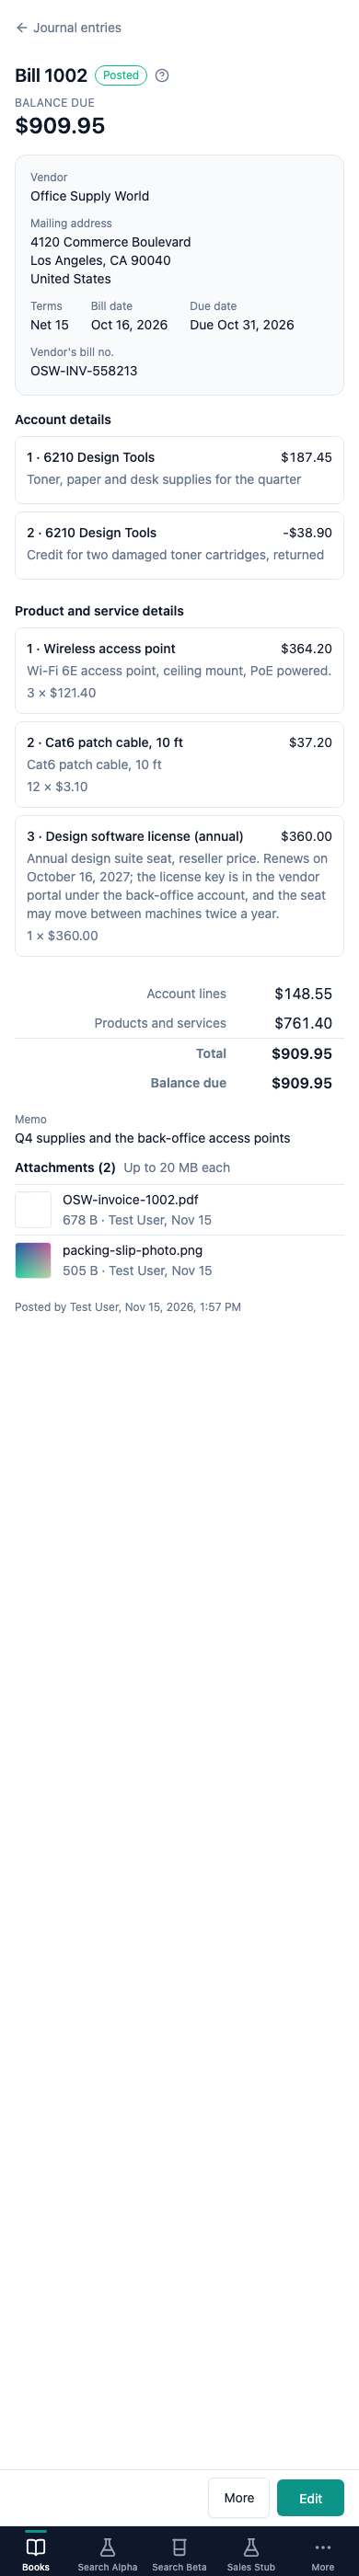 Journal entries
Bill 1002 Posted
BALANCE DUE
$909.95
Vendor
Office Supply World
Mailing address
4120 Commerce Boulevard
Los Angeles, CA 90040
United States
Terms Bill date Due date
Net 15 Oct 16, 2026 Due Oct 31, 2026
Vendor's bill no.
OSW-INV-558213
Account details
1 · 6210 Design Tools $187.45
Toner, paper and desk supplies for the quarter
2 · 6210 Design Tools -$38.90
Credit for two damaged toner cartridges, returned
Product and service details
1 · Wireless access point $364.20
Wi-Fi 6E access point, ceiling mount, PoE powered.
3 × $121.40
2 · Cat6 patch cable, 10 ft $37.20
Cat6 patch cable, 10 ft
12 × $3.10
3 · Design software license (annual) $360.00
Annual design suite seat, reseller price. Renews on
October 16, 2027; the license key is in the vendor
portal under the back-office account, and the seat
may move between machines twice a year.
1 × $360.00
Account lines $148.55
Products and services $761.40
Total $909.95
Balance due $909.95
Memo
Q4 supplies and the back-office access points
Attachments (2) Up to 20 MB each
OSW-invoice-1002.pdf
678 B · Test User, Nov 15
packing-slip-photo.png
505 B · Test User, Nov 15
Posted by Test User, Nov 15, 2026, 1:57 PM
More Edit
Books Search Alpha Search Beta Sales Stub More